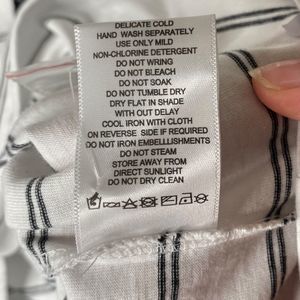 DELICATE COLD
HAND WASH SEPARATELY
USE ONLY MILD
NON-CHLORINE DETERGENT
DO NOT WRING
DO NOT BLEACH
DO NOT SOAK
DO NOT TUMBLE DRY
DRY FLAT IN SHADE
WITH OUT DELAY
COOL IRON WITH CLOTH
ON REVERSE SIDE IF REQUIRED
DO NOT IRON EMBELLISHMENTS
DO NOT STEAM
STORE AWAY FROM
DIRECT SUNLIGHT
DO NOT DRY CLEAN